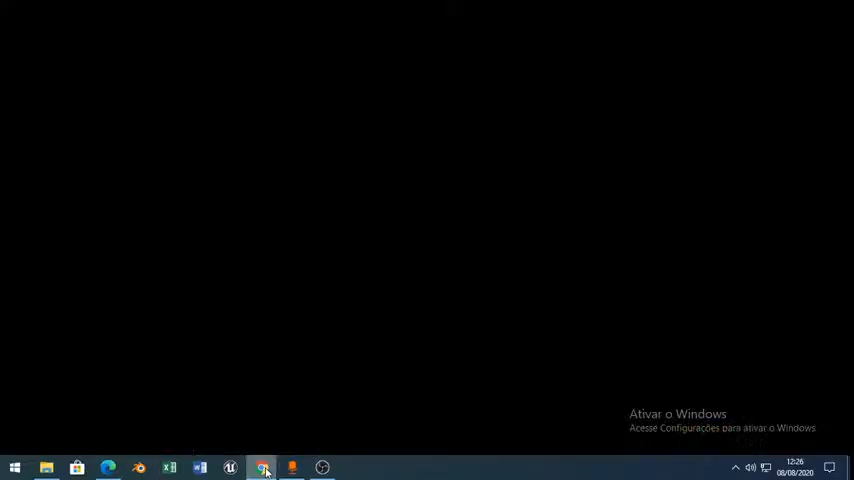 Ativar o Windows
Acesse Configurações para ativar o Windows
12:26
08/08/2020